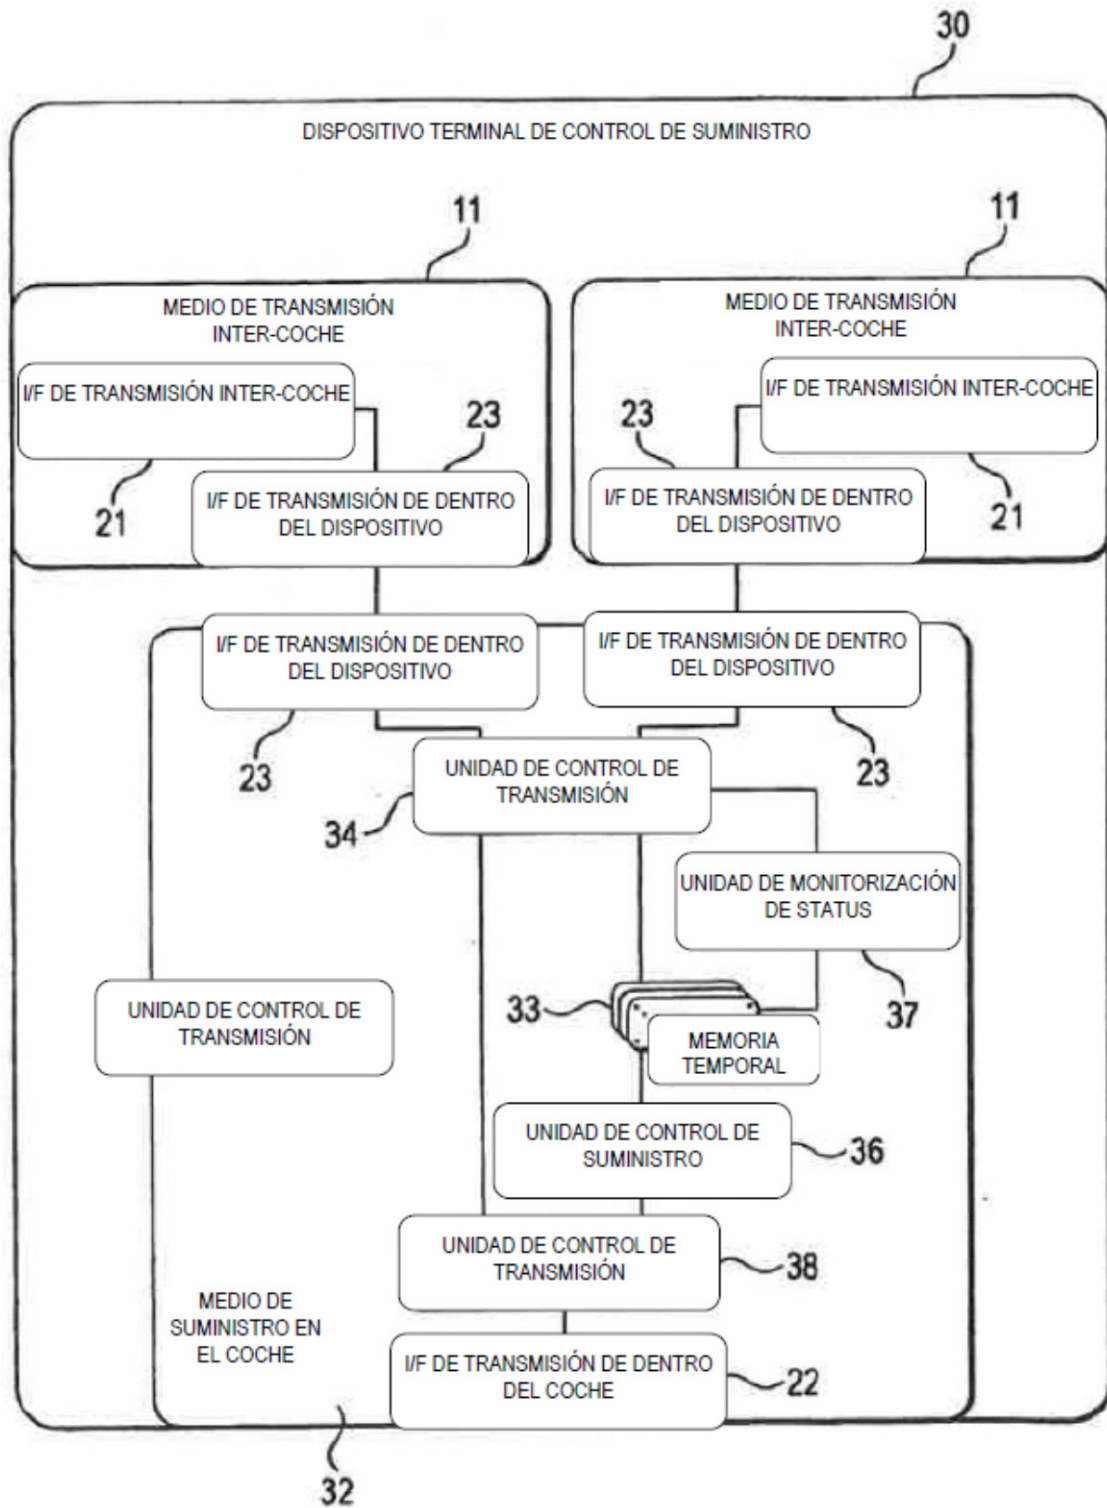 30
DISPOSITIVO TERMINAL DE CONTROL DE SUMINISTRO
11
11
MEDIO DE TRANSMISIÓN
INTER-COCHE
MEDIO DE TRANSMISIÓN
INTER-COCHE
I/F DE TRANSMISIÓN INTER-COCHE
I/F DE TRANSMISIÓN INTER-COCHE
23
23
21
21
I/F DE TRANSMISIÓN DE DENTRO
DEL DISPOSITIVO
I/F DE TRANSMISIÓN DE DENTRO
DEL DISPOSITIVO
I/F DE TRANSMISIÓN DE DENTRO
DEL DISPOSITIVO
I/F DE TRANSMISIÓN DE DENTRO
DEL DISPOSITIVO
23
23
UNIDAD DE CONTROL DE
TRANSMISIÓN
34
UNIDAD DE MONITORIZACIÓN
DE STATUS
37
UNIDAD DE CONTROL DE
TRANSMISIÓN
33
MEMORIA
TEMPORAL
UNIDAD DE CONTROL DE
SUMINISTRO
36
UNIDAD DE CONTROL DE
TRANSMISIÓN
38
MEDIO DE
SUMINISTRO EN
EL COCHE
I/F DE TRANSMISIÓN DE DENTRO
DEL COCHE
22
32